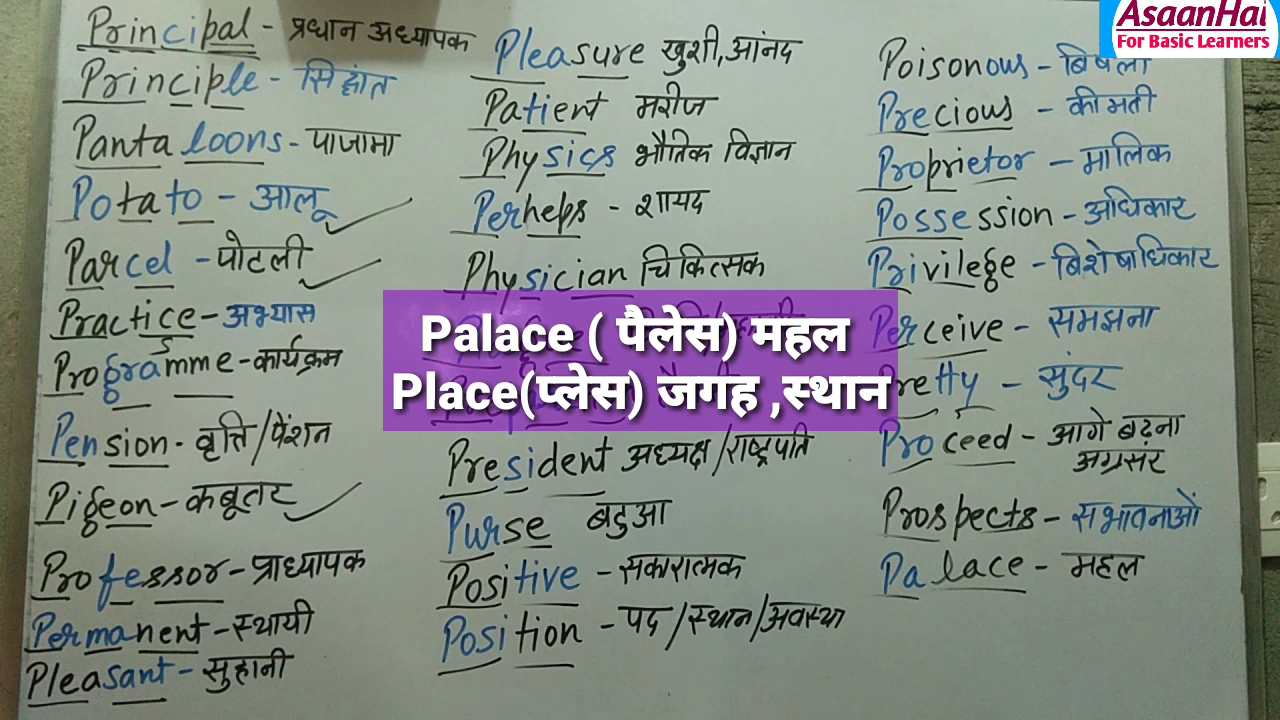 AsaanHai
For Basic Learners
Principal - प्रधान अध्यापक
Principle - सिद्धांत
Pantaloons - पाजामा
Potato - आलू
Parcel - पोटली
Practice - अभ्यास
Programme - कार्यक्रम
Pension - वृत्ति/पेंशन
Pigeon - कबूतर
Professor - प्राध्यापक
Permanent - स्थायी
Pleasant - सुहानी
Pleasure खुशी,आंनद
Patient मरीज
Physics भौतिक विज्ञान
Perheps - शायद
Physician चिकित्सक
Palace ( पैलेस) महल
Place(प्लेस) जगह ,स्थान
President अध्यक्ष/राष्ट्रपति
Purse बटुआ
Positive - सकारात्मक
Position - पद/स्थान/अवस्था
Poisonous - बिषैला
Precious - कीमती
Proprietor - मालिक
Possession - अधिकार
Privilege - बिशेषाधिकार
Perceive - समझना
Pretty - सुंदर
Proceed - आगे बढ़ना
अग्रसर
Prospects - सभावनाओं
Palace - महल